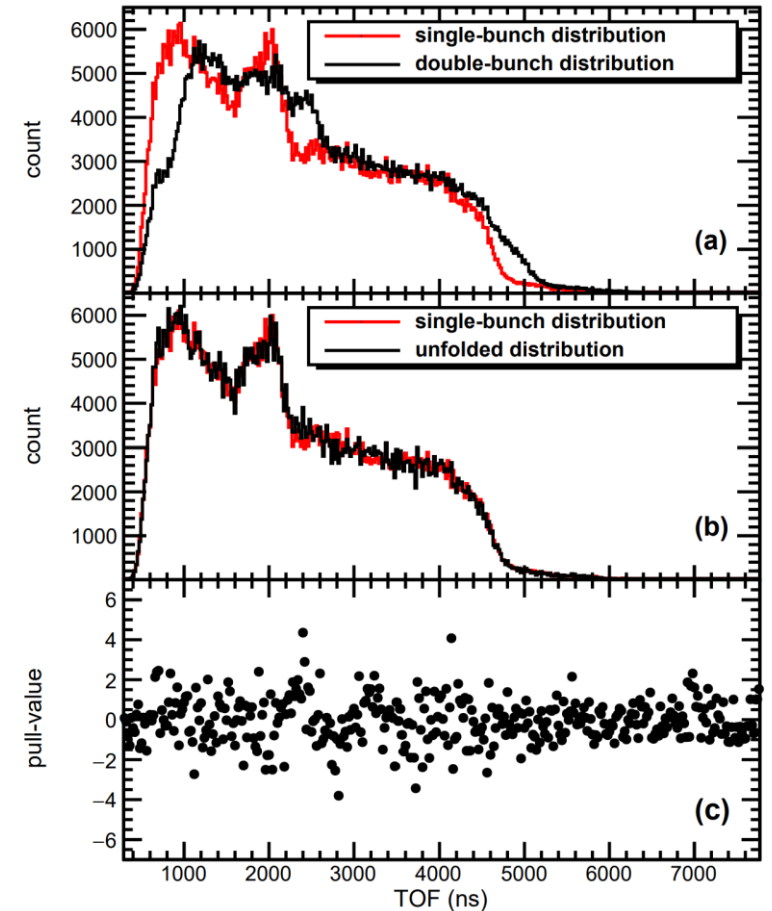 single-bunch distribution
double-bunch distribution
6000
5000
4000
3000
2000
1000
count
(a)
single-bunch distribution
unfolded distribution
6000
5000
4000
3000
2000
1000
count
(b)
6
4
2
0
−2
−4
−6
pull-value
(c)
1000 2000 3000 4000 5000 6000 7000
TOF (ns)